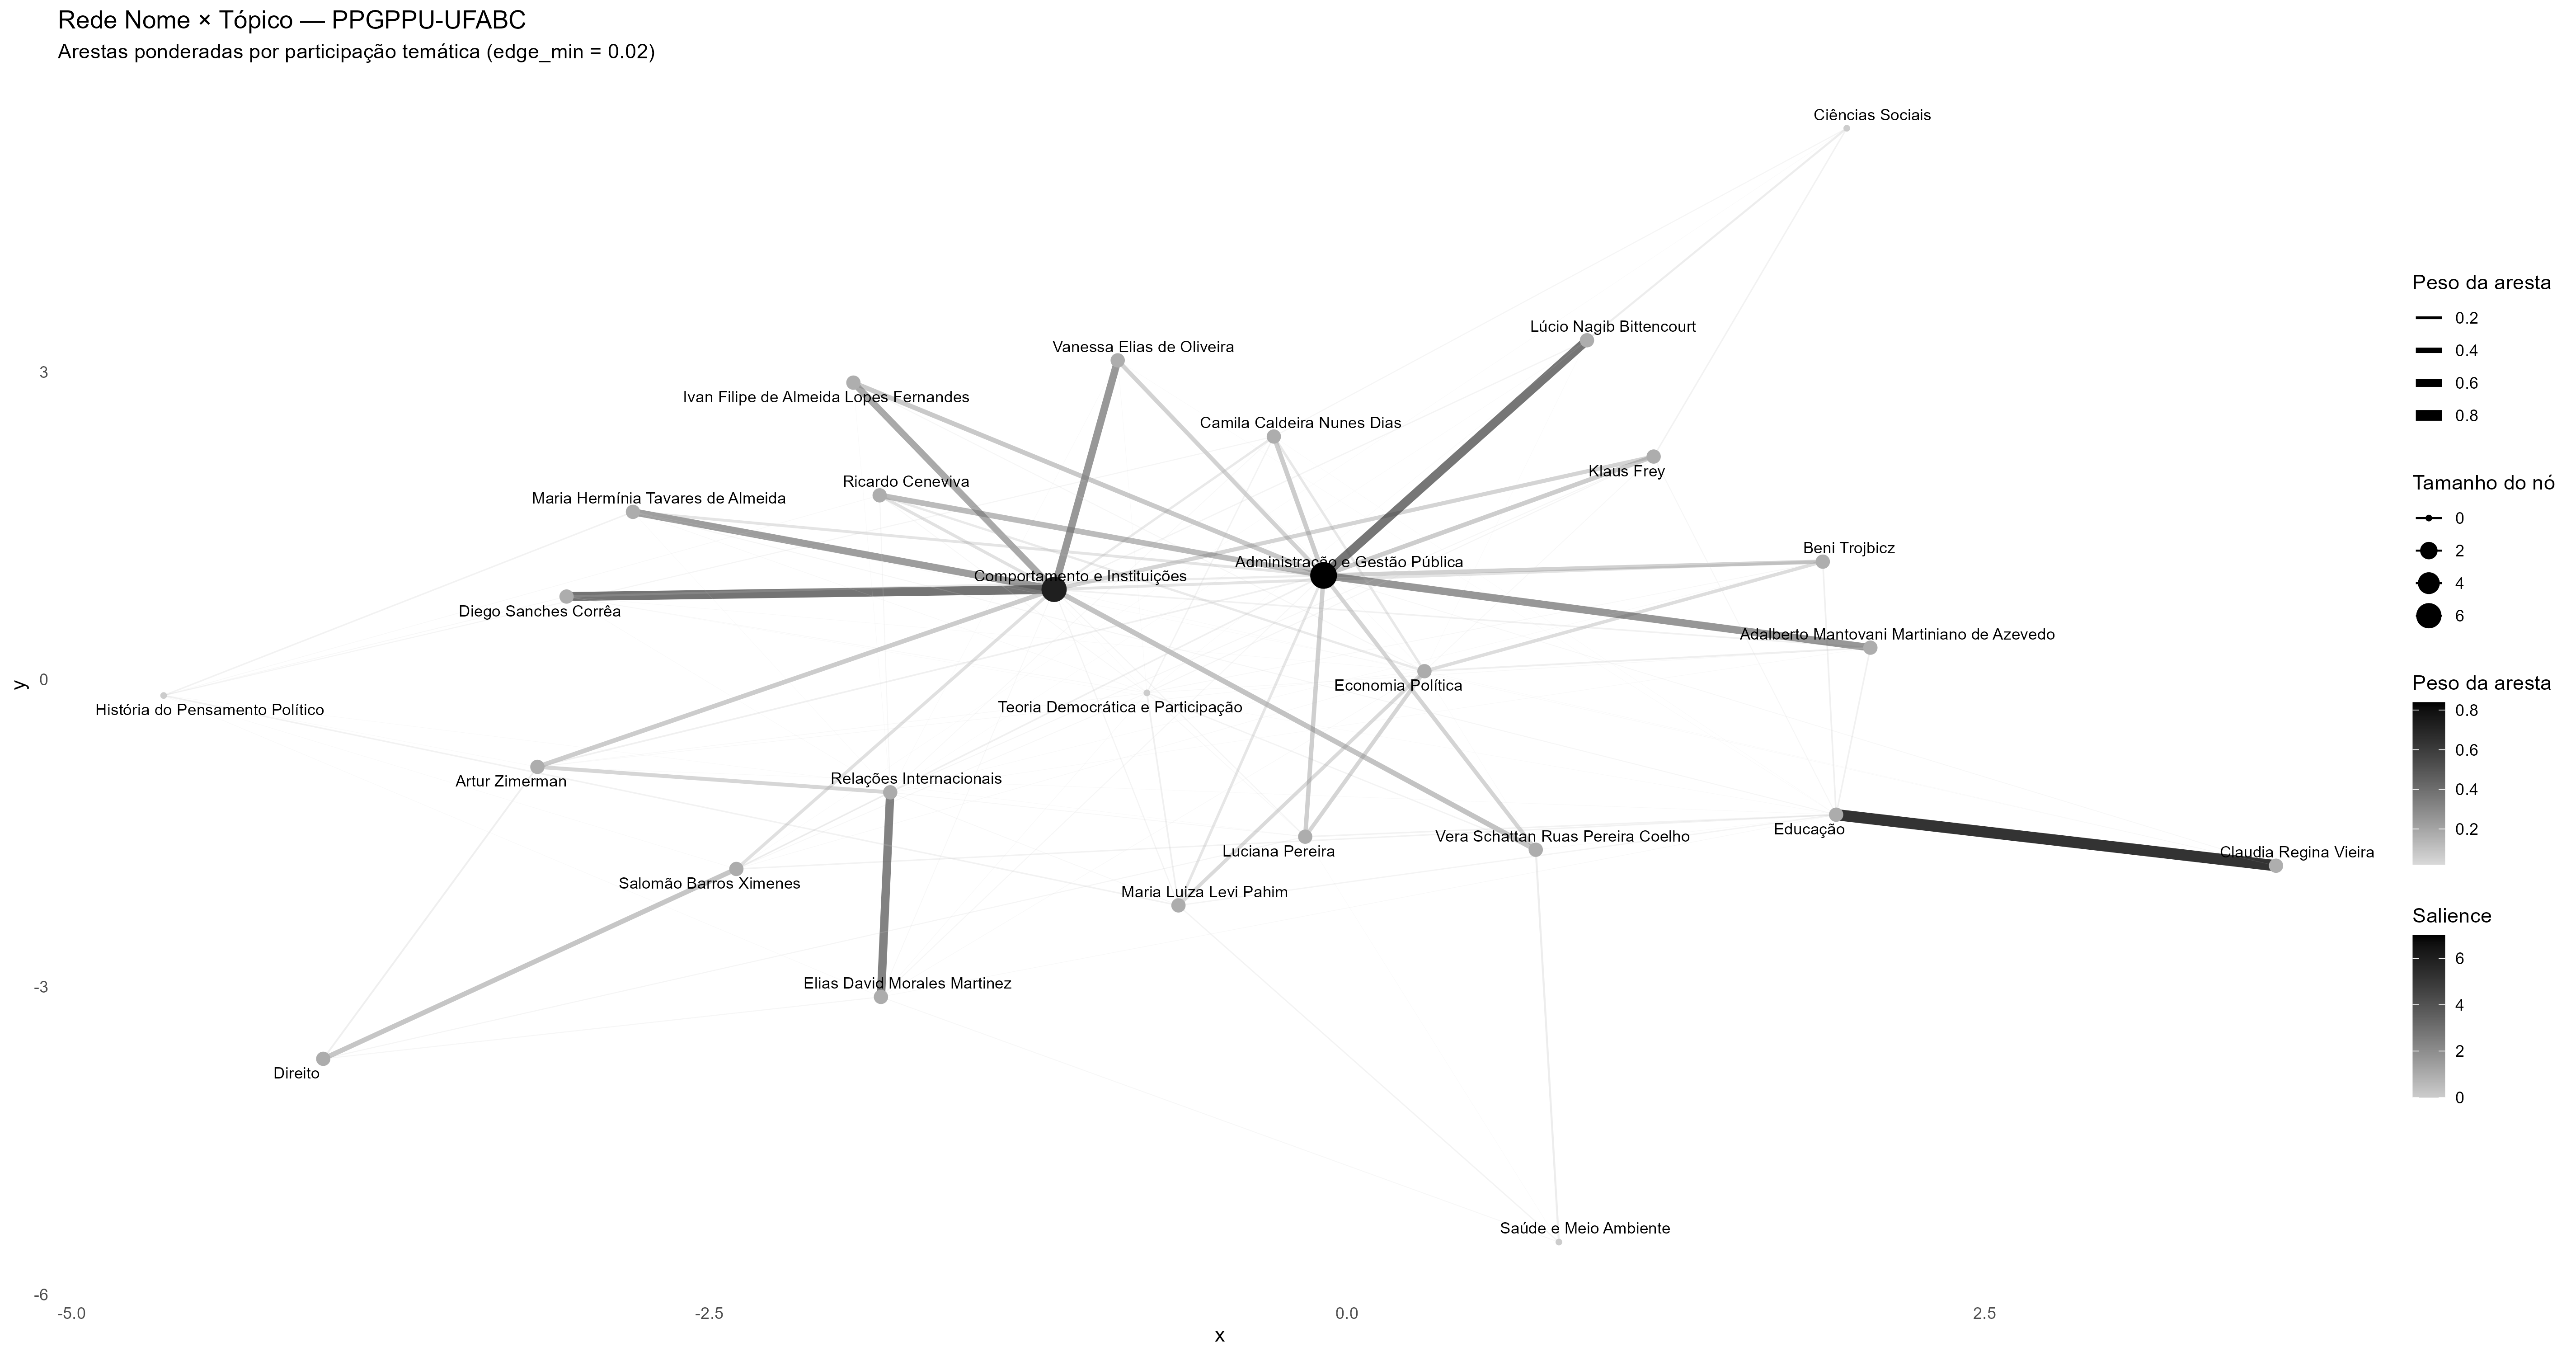 Rede Nome × Tópico — PPGPPU-UFABC
Arestas ponderadas por participação temática (edge_min = 0.02)
Ciências Sociais
Lúcio Nagib Bittencourt
Vanessa Elias de Oliveira
Ivan Filipe de Almeida Lopes Fernandes
Camila Caldeira Nunes Dias
Klaus Frey
Ricardo Ceneviva
Maria Hermínia Tavares de Almeida
Beni Trojbicz
Administração e Gestão Pública
Comportamento e Instituições
Diego Sanches Corrêa
Adalberto Mantovani Martiniano de Azevedo
Economia Política
Teoria Democrática e Participação
História do Pensamento Político
Artur Zimerman
Relações Internacionais
Educação
Vera Schattan Ruas Pereira Coelho
Luciana Pereira
Claudia Regina Vieira
Salomão Barros Ximenes
Maria Luiza Levi Pahim
Elias David Morales Martinez
Direito
Saúde e Meio Ambiente
3
0
-3
-6
y
-5.0
-2.5
0.0
2.5
x
Peso da aresta
0.2
0.4
0.6
0.8
Tamanho do nó
0
2
4
6
Peso da aresta
0.8
0.6
0.4
0.2
Salience
6
4
2
0